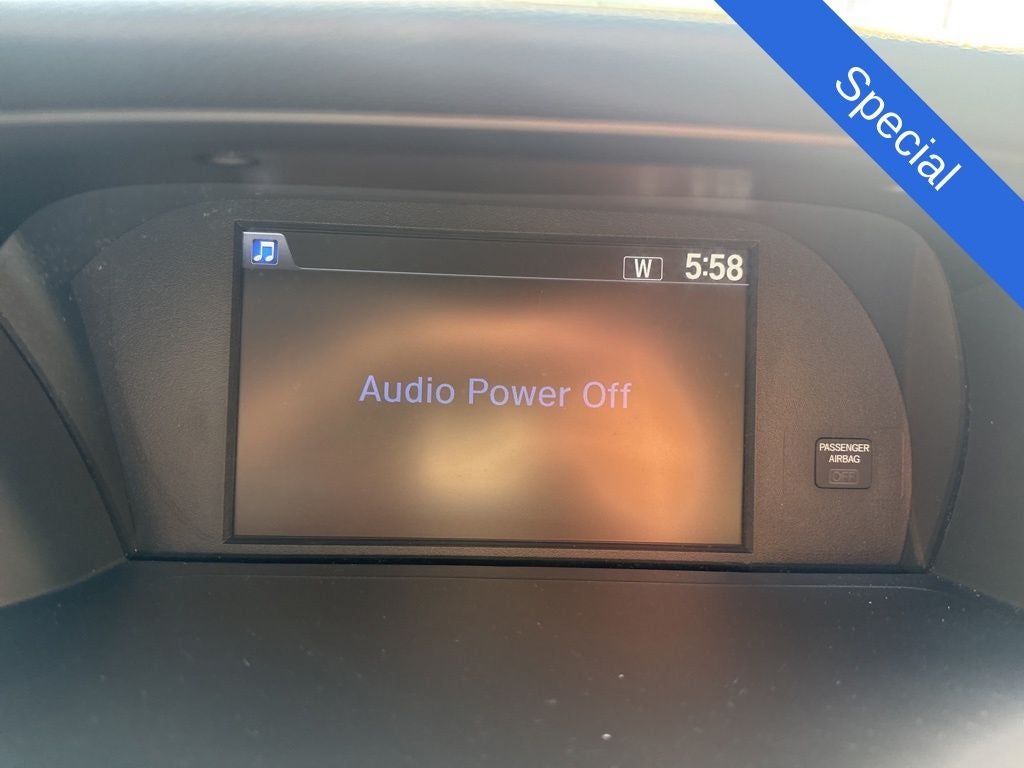 Special
W 5:58
Audio Power Off
PASSENGER
AIRBAG
OFF